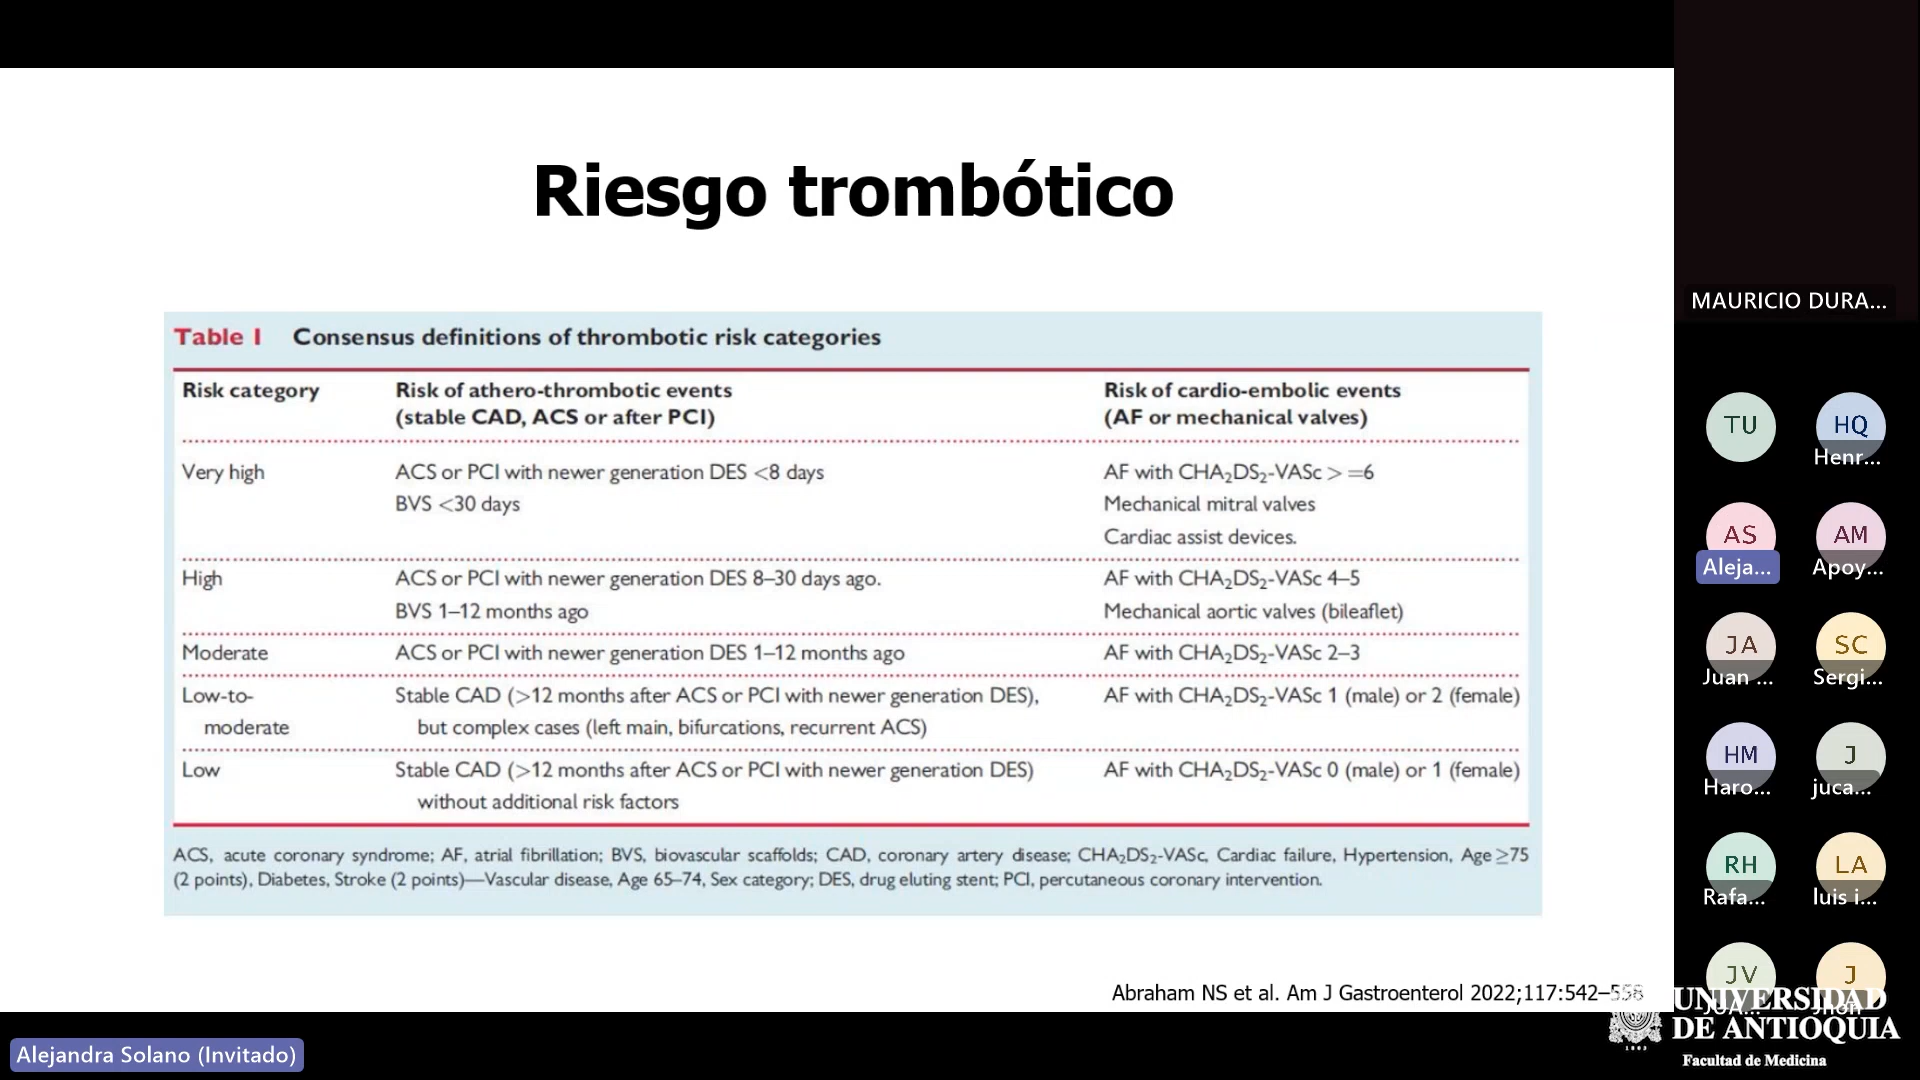 Riesgo trombótico
Table 1 Consensus definitions of thrombotic risk categories
Risk category Risk of athero-thrombotic events Risk of cardio-embolic events
(stable CAD, ACS or after PCI) (AF or mechanical valves)
Very high ACS or PCI with newer generation DES <8 days AF with CHA₂DS₂-VASc > =6
BVS <30 days Mechanical mitral valves
Cardiac assist devices.
High ACS or PCI with newer generation DES 8–30 days ago. AF with CHA₂DS₂-VASc 4–5
BVS 1–12 months ago Mechanical aortic valves (bileaflet)
Moderate ACS or PCI with newer generation DES 1–12 months ago AF with CHA₂DS₂-VASc 2–3
Low-to- Stable CAD (>12 months after ACS or PCI with newer generation DES), AF with CHA₂DS₂-VASc 1 (male) or 2 (female)
moderate but complex cases (left main, bifurcations, recurrent ACS)
Low Stable CAD (>12 months after ACS or PCI with newer generation DES) AF with CHA₂DS₂-VASc 0 (male) or 1 (female)
without additional risk factors
ACS, acute coronary syndrome; AF, atrial fibrillation; BVS, biovascular scaffolds; CAD, coronary artery disease; CHA₂DS₂-VASc, Cardiac failure, Hypertension, Age ≥75
(2 points), Diabetes, Stroke (2 points)—Vascular disease, Age 65–74, Sex category; DES, drug eluting stent; PCI, percutaneous coronary intervention.
Abraham NS et al. Am J Gastroenterol 2022;117:542–558
Alejandra Solano (Invitado)
MAURICIO DURA...
TU HQ
Henr...
AS AM
Aleja... Apoy...
JA SC
Juan ... Sergi...
HM J
Haro... juca...
RH LA
Rafa... luis i...
JV J
UNIVERSIDAD
DE ANTIOQUIA
1803
Facultad de Medicina